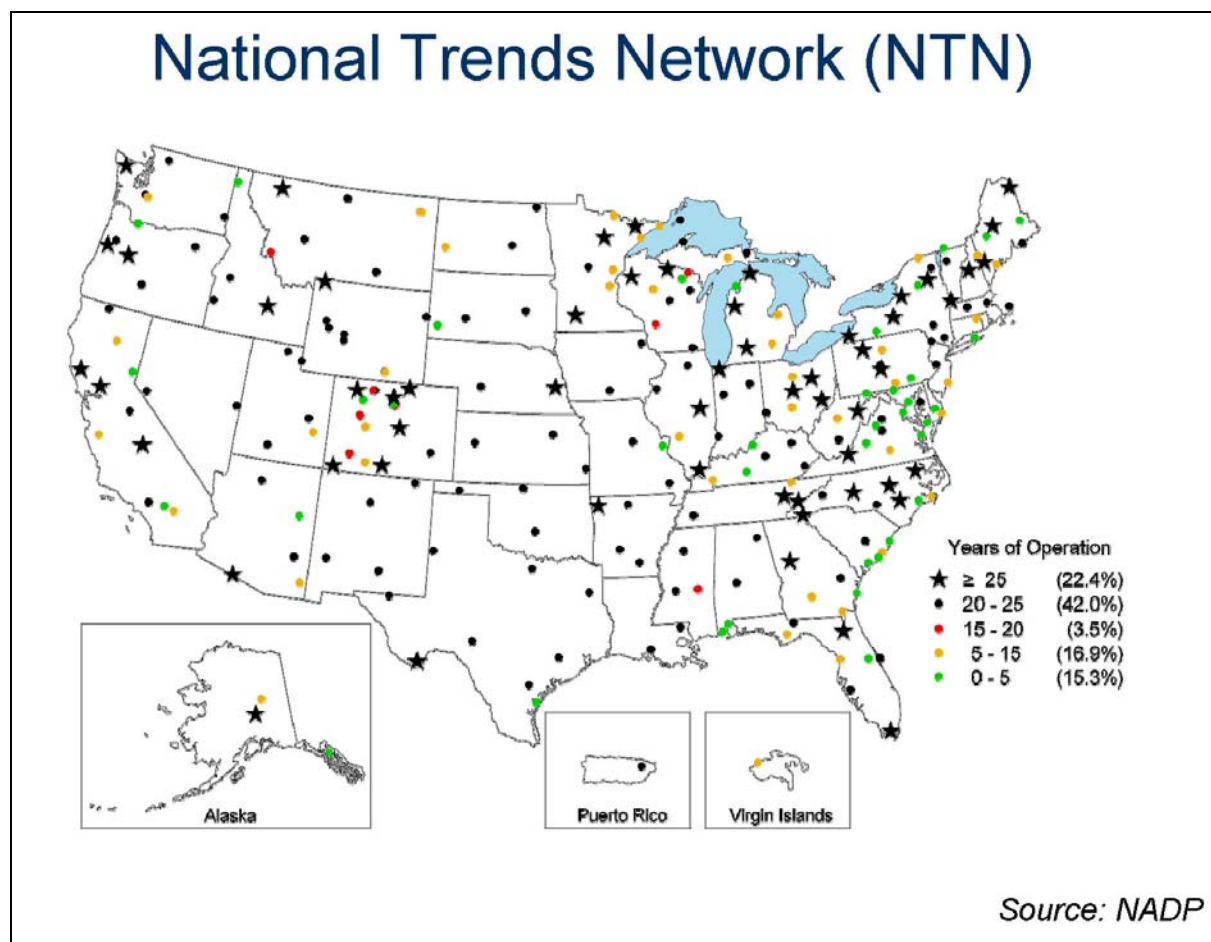 National Trends Network (NTN)
Years of Operation
≥ 25 (22.4%)
20 - 25 (42.0%)
15 - 20 (3.5%)
5 - 15 (16.9%)
0 - 5 (15.3%)
Alaska
Puerto Rico
Virgin Islands
Source: NADP